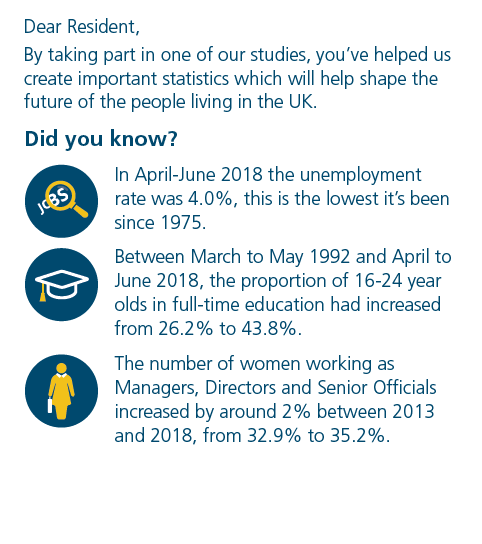 Dear Resident,
By taking part in one of our studies, you’ve helped us
create important statistics which will help shape the
future of the people living in the UK.
Did you know?
JOBS
In April-June 2018 the unemployment
rate was 4.0%, this is the lowest it’s been
since 1975.
Between March to May 1992 and April to
June 2018, the proportion of 16-24 year
olds in full-time education had increased
from 26.2% to 43.8%.
The number of women working as
Managers, Directors and Senior Officials
increased by around 2% between 2013
and 2018, from 32.9% to 35.2%.